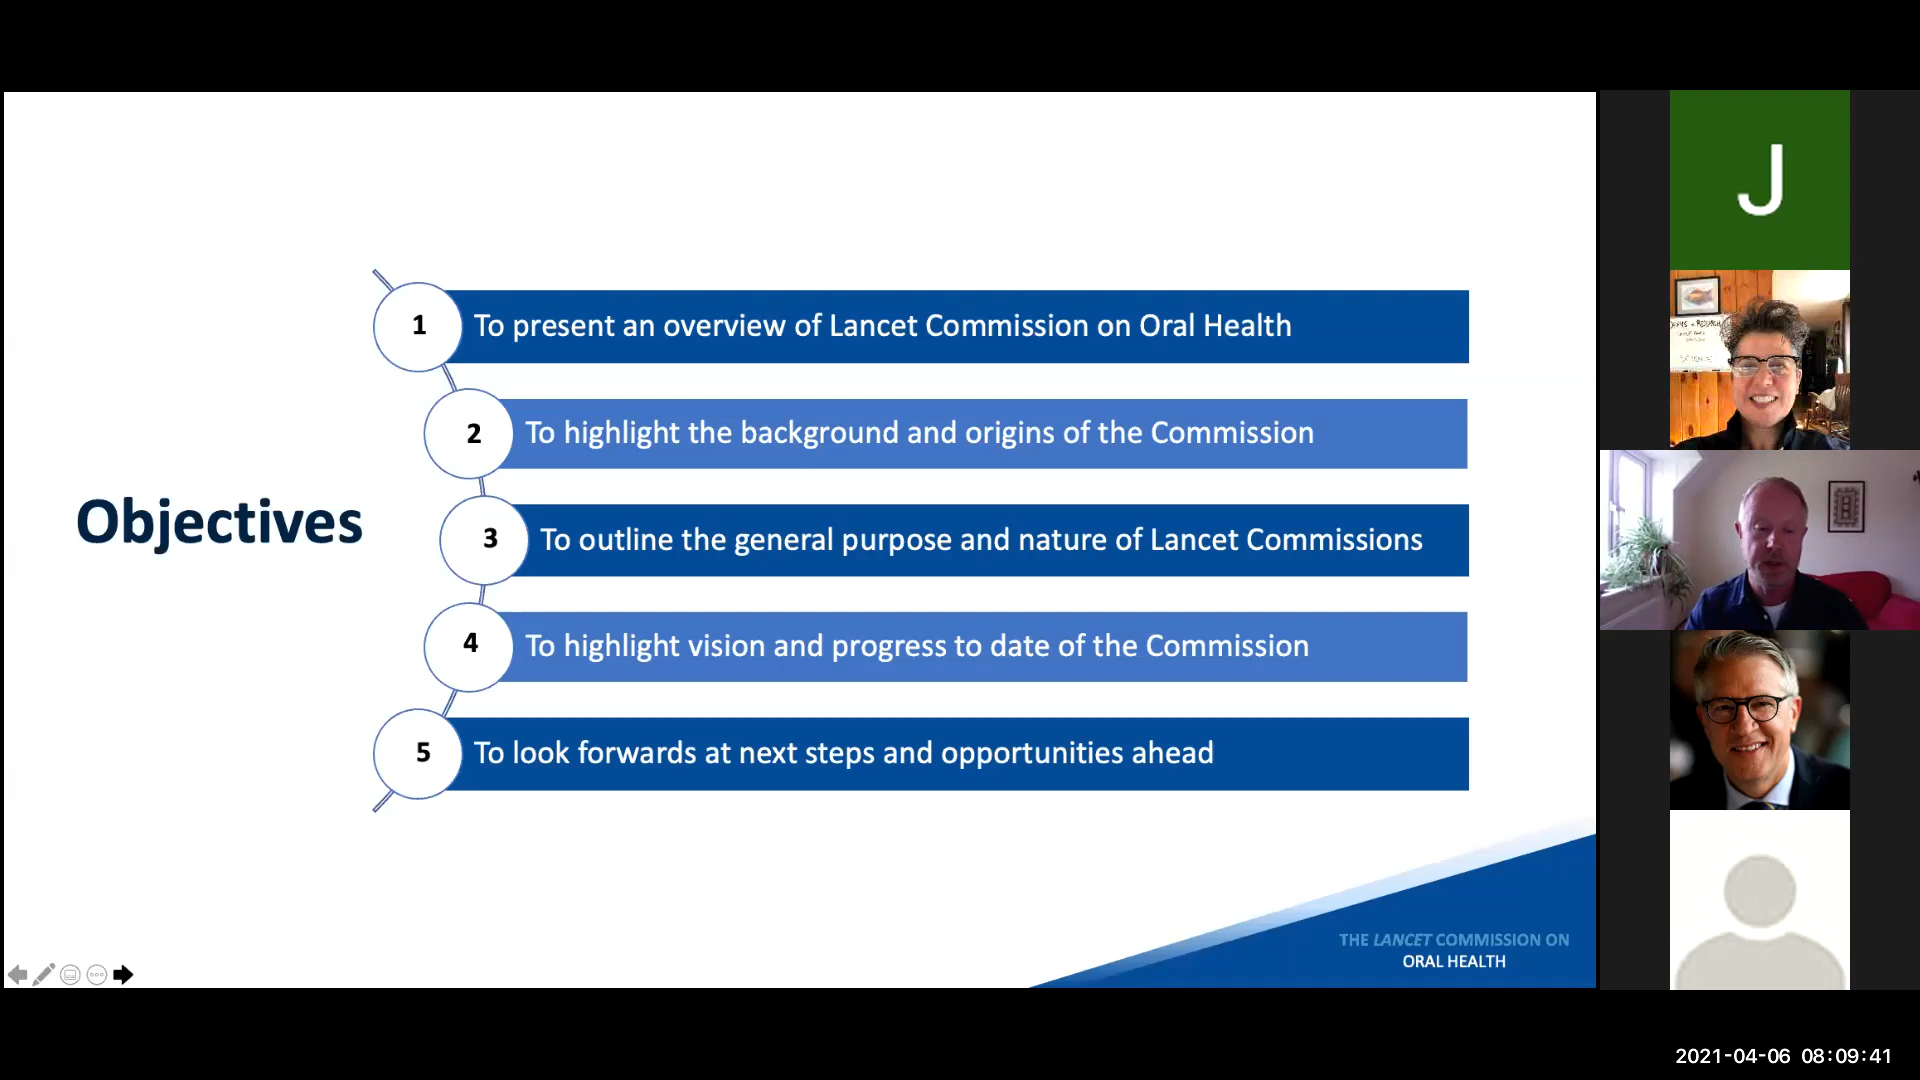 Objectives
1
To present an overview of Lancet Commission on Oral Health
2
To highlight the background and origins of the Commission
3
To outline the general purpose and nature of Lancet Commissions
4
To highlight vision and progress to date of the Commission
5
To look forwards at next steps and opportunities ahead
THE LANCET COMMISSION ON
ORAL HEALTH
J
2021-04-06 08:09:41